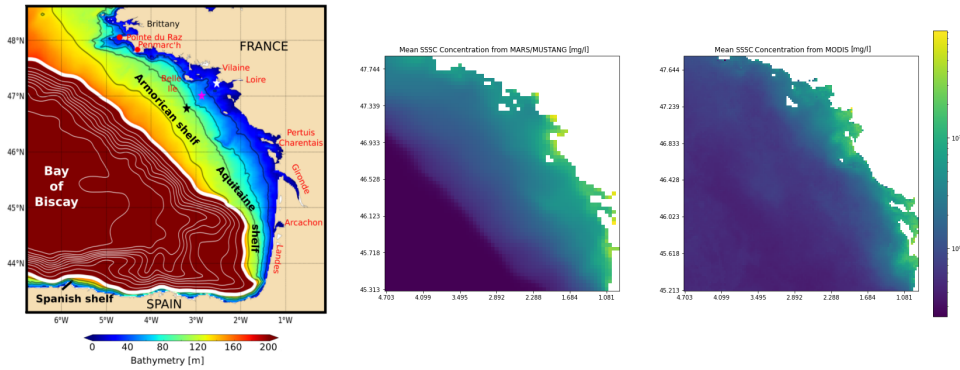 Brittany
Pointe du Raz
Penmarc'h
FRANCE
Vilaine
Belle
Ile
Loire
Armorican shelf
Pertuis
Charentais
Gironde
Bay
of
Biscay
Aquitaine
shelf
Arcachon
Landes
Spanish shelf
SPAIN
48°N
47°N
46°N
45°N
44°N
6°W 5°W 4°W 3°W 2°W 1°W
0 40 80 120 160 200
Bathymetry [m]
Mean SSSC Concentration from MARS/MUSTANG [mg/l]
47.744
47.339
46.933
46.528
46.123
45.718
45.313
4.703 4.099 3.495 2.892 2.288 1.684 1.081
Mean SSSC Concentration from MODIS [mg/l]
47.644
47.239
46.833
46.428
46.023
45.618
45.213
4.703 4.099 3.495 2.892 2.288 1.684 1.081